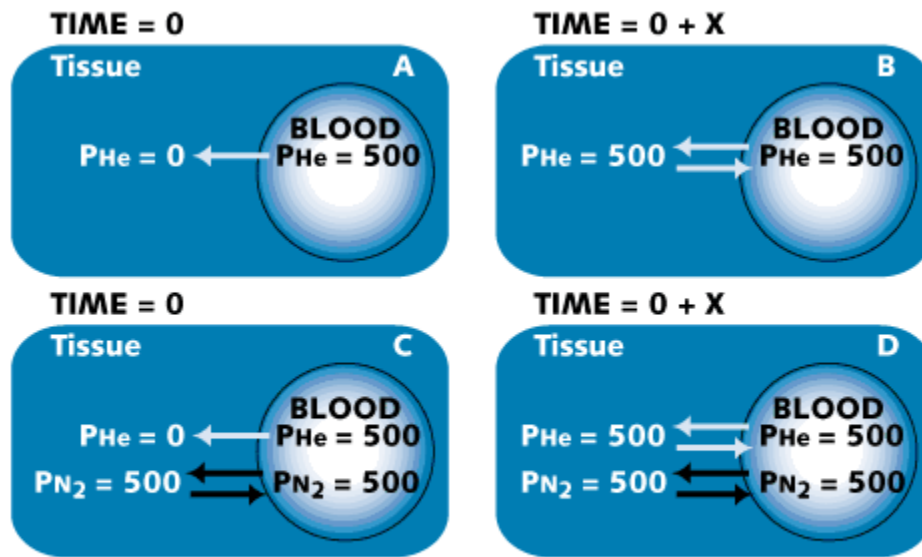 TIME = 0
Tissue A
BLOOD
PHe = 0 PHe = 500
TIME = 0 + X
Tissue B
BLOOD
PHe = 500 PHe = 500
TIME = 0
Tissue C
BLOOD
PHe = 0 PHe = 500
PN₂ = 500 PN₂ = 500
TIME = 0 + X
Tissue D
BLOOD
PHe = 500 PHe = 500
PN₂ = 500 PN₂ = 500